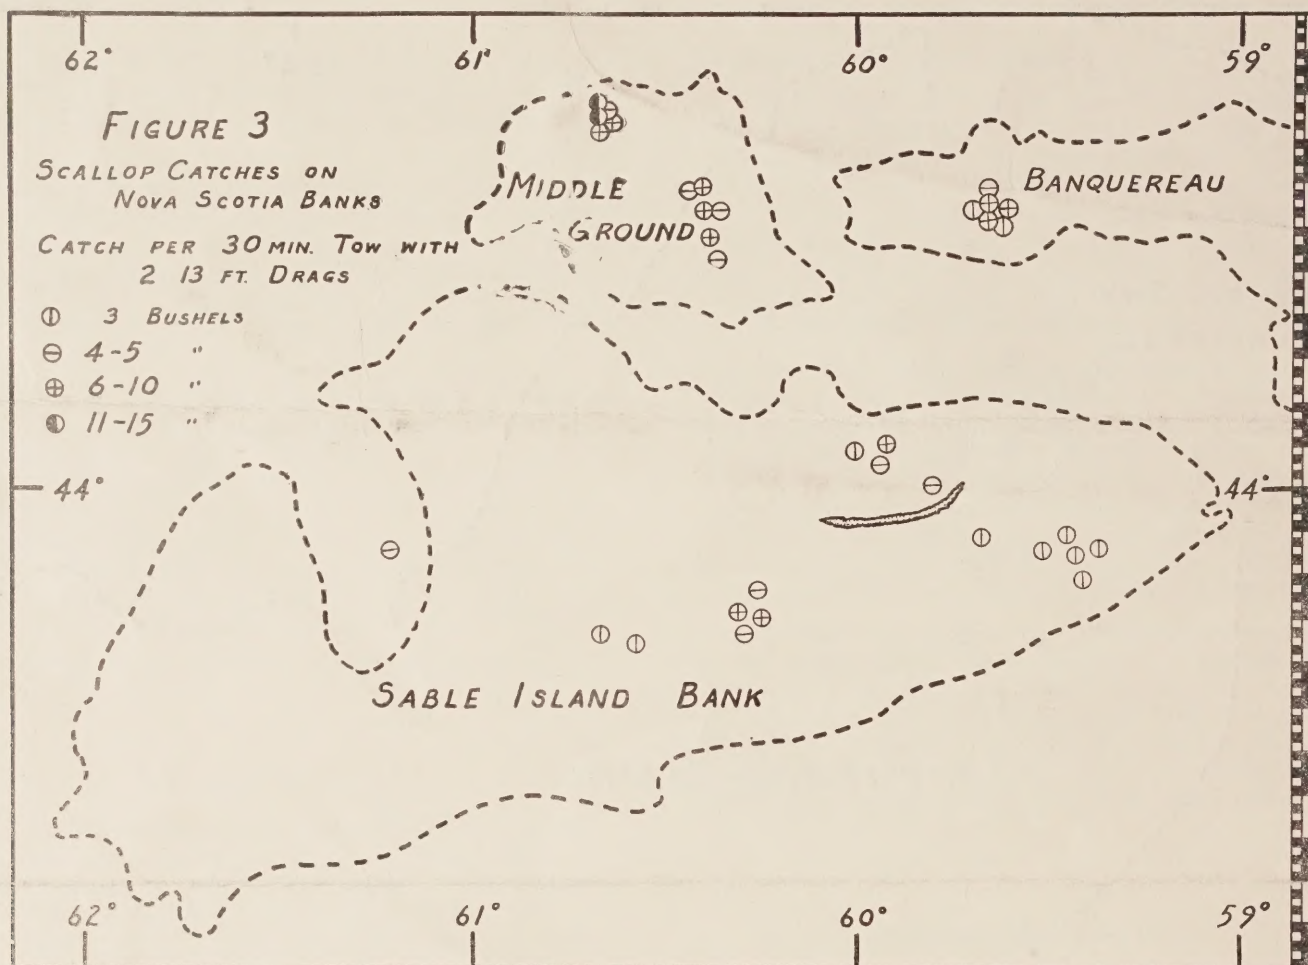 62° 61° 60° 59°
FIGURE 3
SCALLOP CATCHES ON
NOVA SCOTIA BANKS
CATCH PER 30 MIN. TOW WITH
2 13 FT. DRAGS
3 BUSHELS
4-5 "
6-10 "
11-15 "
MIDDLE
GROUND
BANQUEREAU
44° 44°
SABLE ISLAND BANK
62° 61° 60° 59°